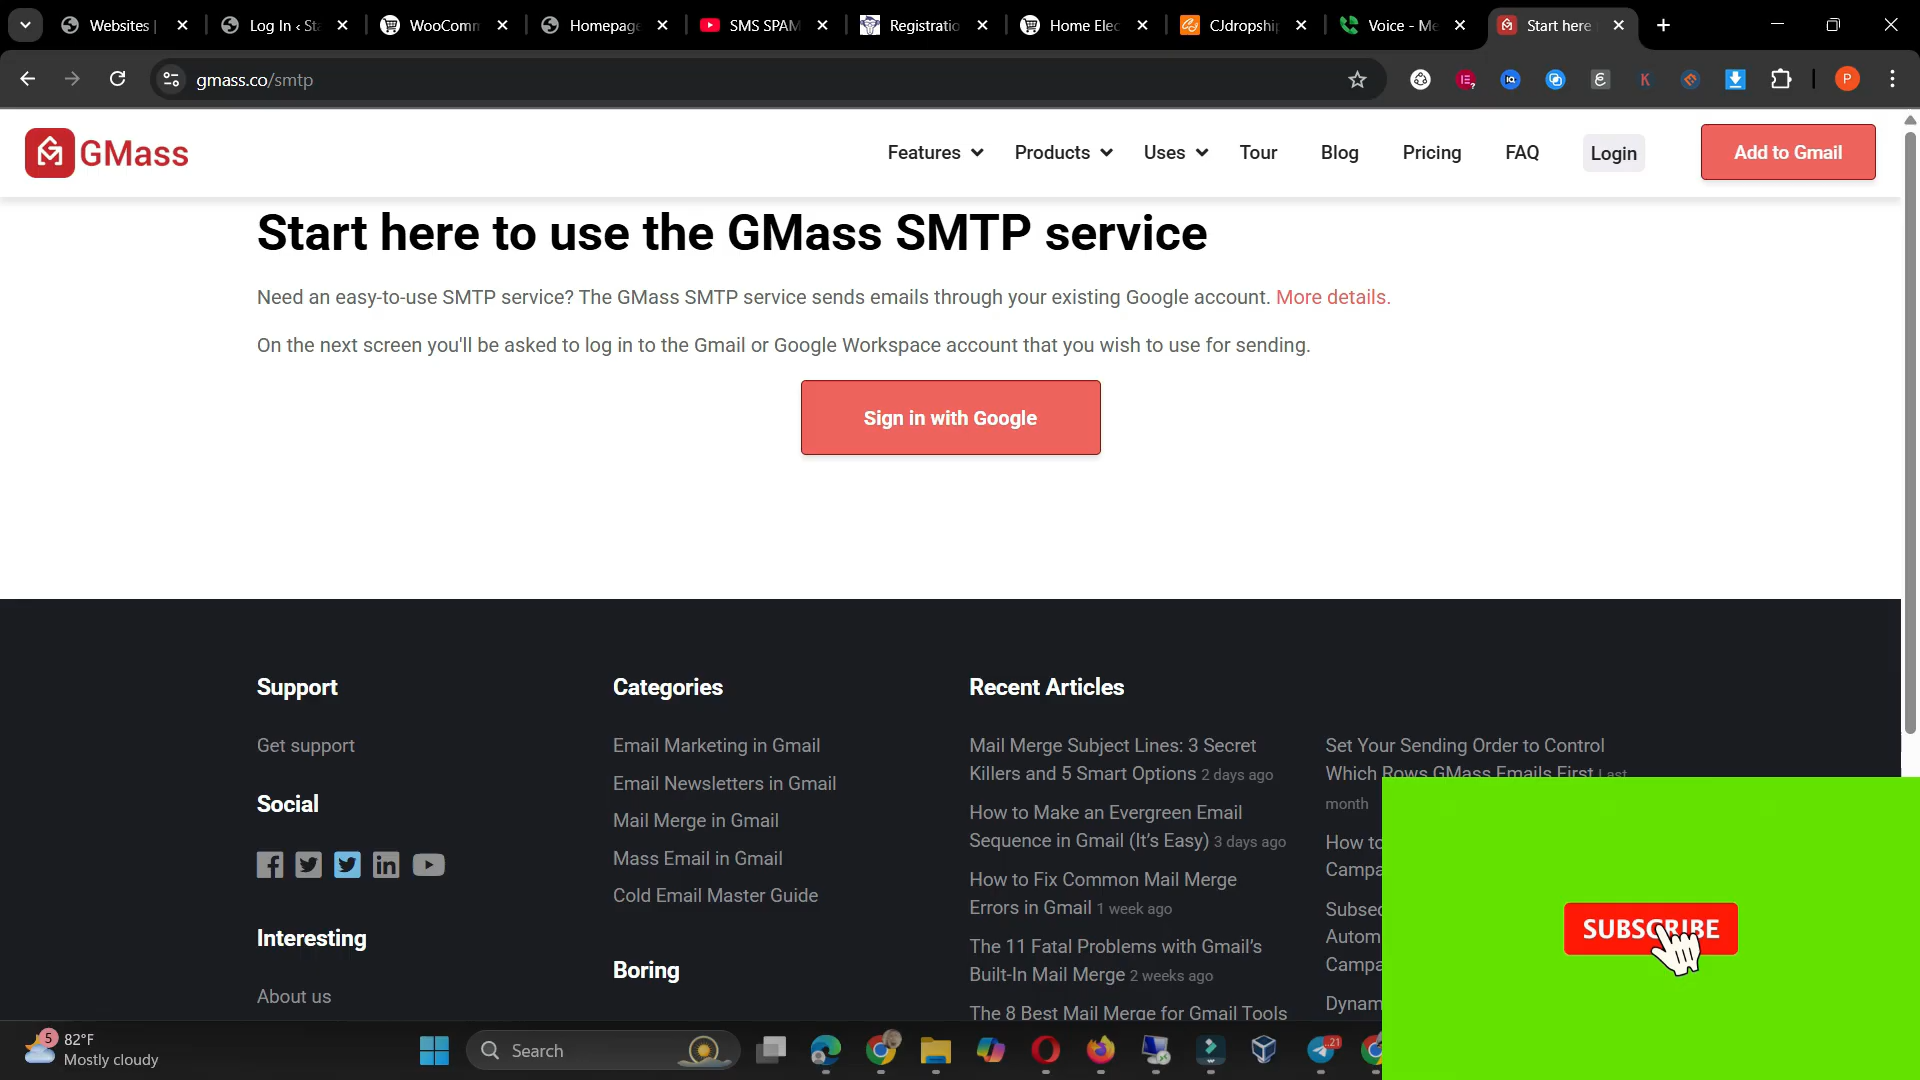 Websites |
Log In ‹ St
WooComm
Homepage
SMS SPAM
Registratio
Home Elec
CJdropship
Voice - Me
Start here
gmass.co/smtp
P
GMass
Features
Products
Uses
Tour
Blog
Pricing
FAQ
Login
Add to Gmail
Start here to use the GMass SMTP service
Need an easy-to-use SMTP service? The GMass SMTP service sends emails through your existing Google account. More details.
On the next screen you'll be asked to log in to the Gmail or Google Workspace account that you wish to use for sending.
Sign in with Google
Support
Get support
Social
Interesting
About us
Categories
Email Marketing in Gmail
Email Newsletters in Gmail
Mail Merge in Gmail
Mass Email in Gmail
Cold Email Master Guide
Boring
Recent Articles
Mail Merge Subject Lines: 3 Secret
Killers and 5 Smart Options 2 days ago
How to Make an Evergreen Email
Sequence in Gmail (It's Easy) 3 days ago
How to Fix Common Mail Merge
Errors in Gmail 1 week ago
The 11 Fatal Problems with Gmail's
Built-In Mail Merge 2 weeks ago
The 8 Best Mail Merge for Gmail Tools
Set Your Sending Order to Control
Which Rows GMass Emails First Last
month
How to
Campa
Subsec
Autom
Campa
Dynam
SUBSCRIBE
5
82°F
Mostly cloudy
Search
21